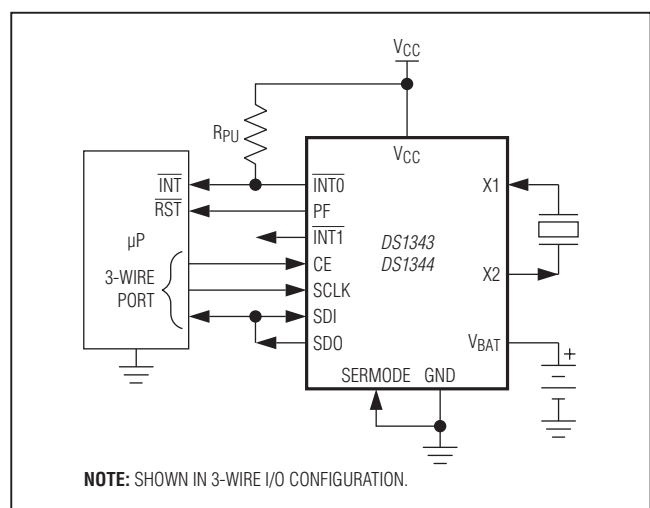 VCC
RPU
VCC
INT
INT0
X1
RST
PF
µP
INT1
DS1343
DS1344
CE
3-WIRE
PORT
SCLK
X2
SDI
SDO
VBAT
+
SERMODE GND
NOTE: SHOWN IN 3-WIRE I/O CONFIGURATION.